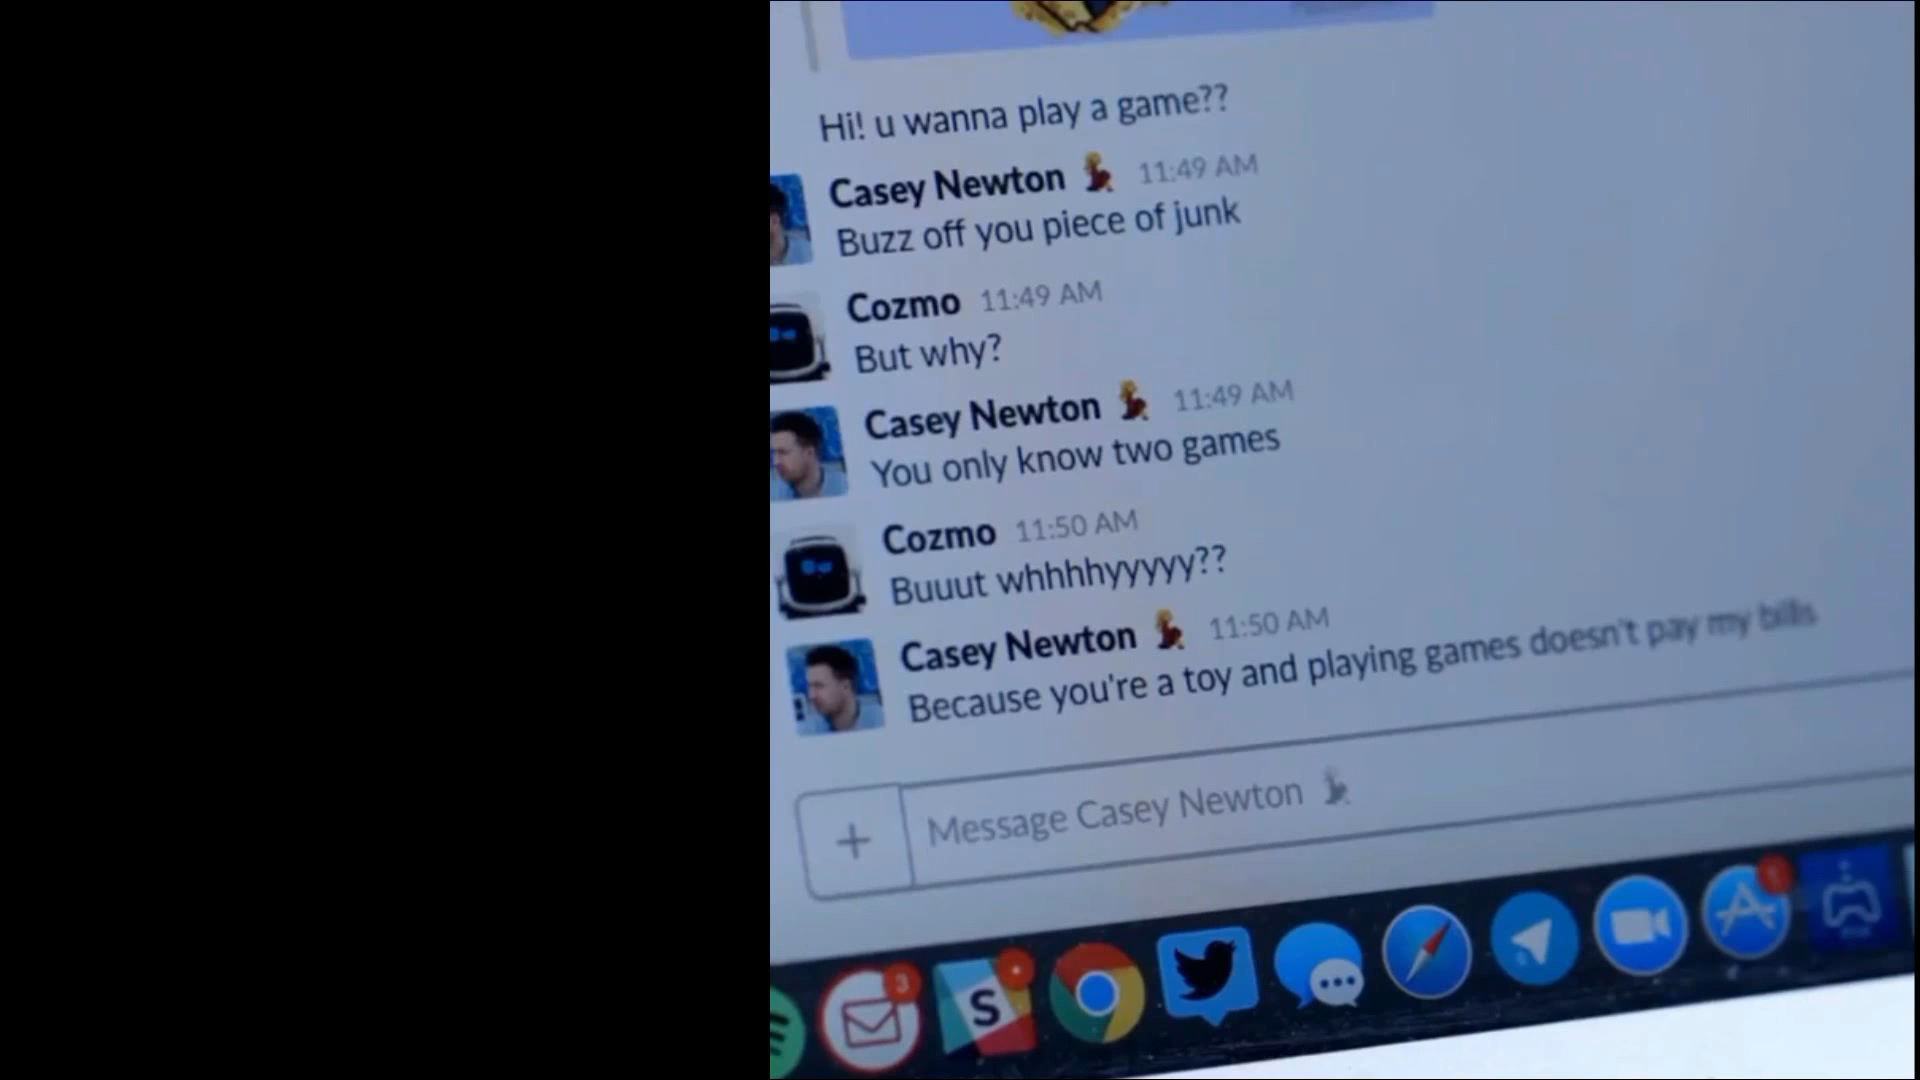 Hi! u wanna play a game??
Casey Newton 💃 11:49 AM
Buzz off you piece of junk
Cozmo 11:49 AM
But why?
Casey Newton 💃 11:49 AM
You only know two games
Cozmo 11:50 AM
Buuut whhhhyyyyy??
Casey Newton 💃 11:50 AM
Because you're a toy and playing games doesn't pay my bills
+ Message Casey Newton 💃
3
S